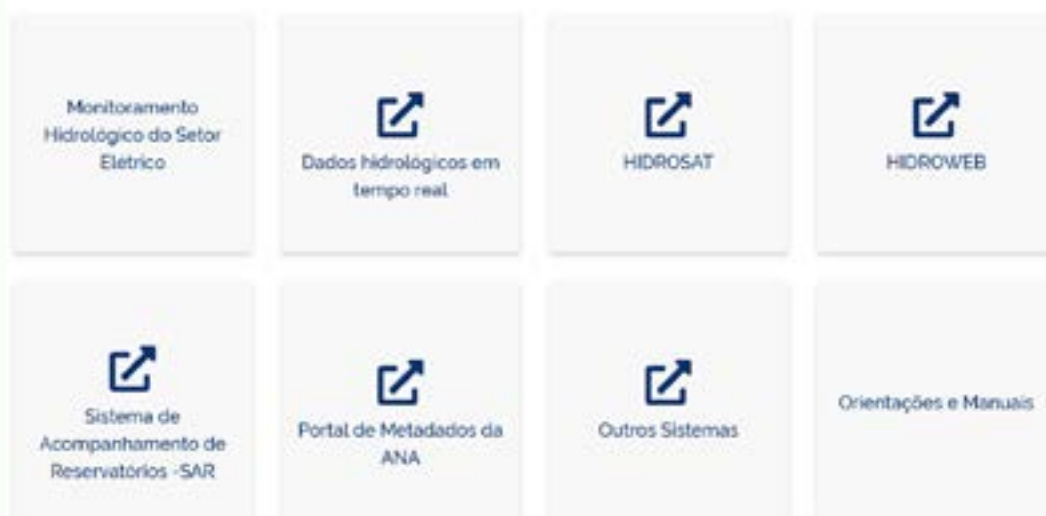 Monitoramento
Hidrológico do Setor
Elétrico
Dados hidrológicos em
tempo real
HIDROSAT
HIDROWEB
Sistema de
Acompanhamento de
Reservatórios -SAR
Portal de Metadados da
ANA
Outros Sistemas
Orientações e Manuais